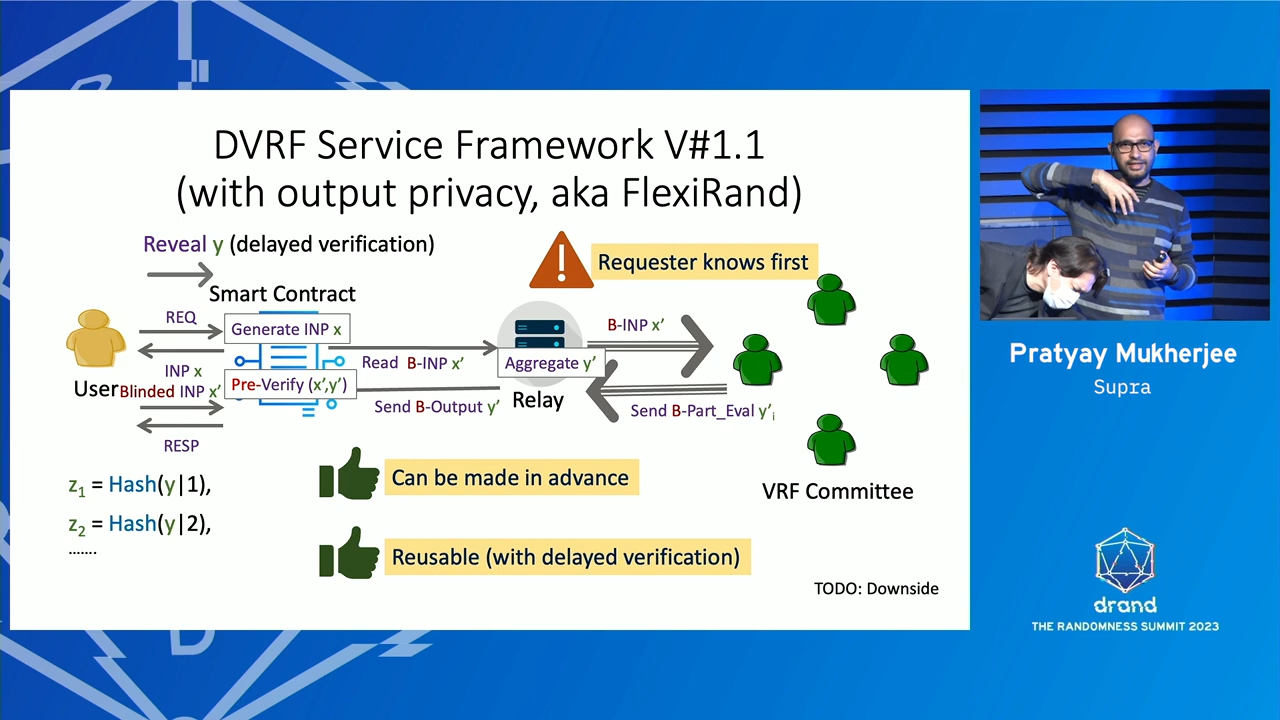 DVRF Service Framework V#1.1
(with output privacy, aka FlexiRand)
Reveal y (delayed verification)
Requester knows first
Smart Contract
REQ
Generate INP x
B-INP x’
INP x
Read B-INP x’
Aggregate y’
User
Blinded INP x’
Pre-Verify (x’,y’)
Send B-Output y’
Relay
Send B-Part_Eval y’i
RESP
z1 = Hash(y|1),
z2 = Hash(y|2),
…….
Can be made in advance
VRF Committee
Reusable (with delayed verification)
TODO: Downside
Pratyay Mukherjee
Supra
drand
THE RANDOMNESS SUMMIT 2023